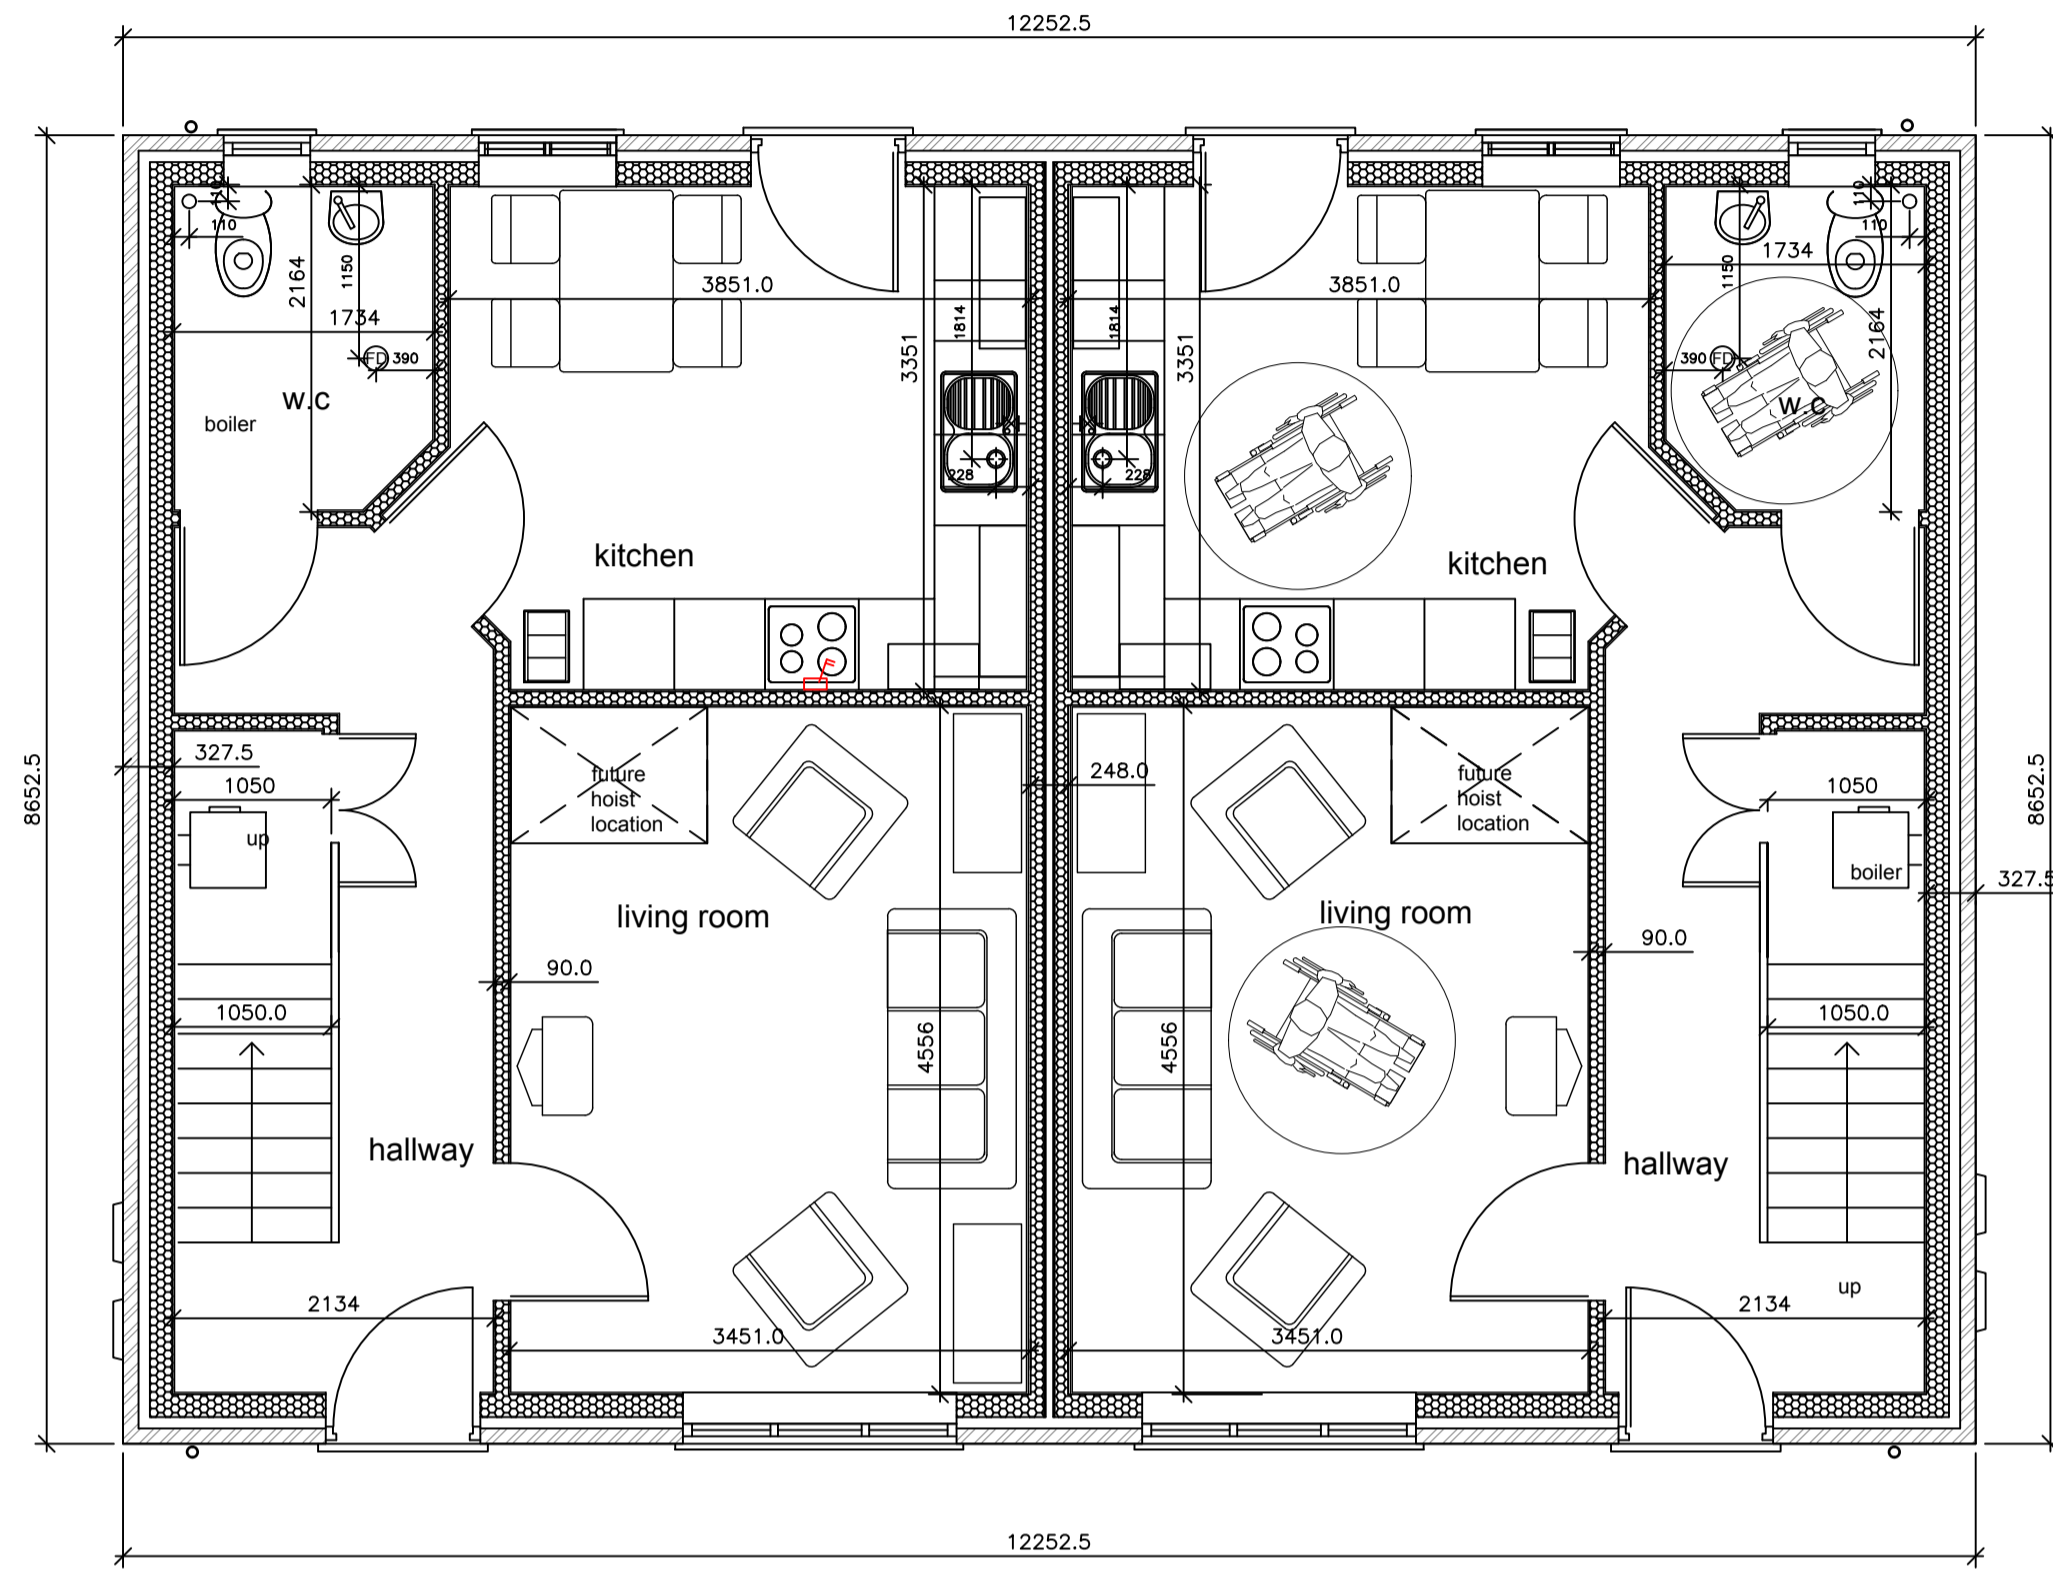 12252.5
110
110
2164
1150
1734
FD
390
w.c
boiler
3851.0
3351
1814
228
kitchen
3851.0
3351
1814
228
kitchen
1734
1150
110
110
2164
390
FD
w.c
8652.5
327.5
1050
up
future
hoist
location
248.0
future
hoist
location
1050
boiler
327.5
8652.5
living room
living room
90.0
90.0
1050.0
4556
4556
1050.0
hallway
hallway
up
2134
3451.0
3451.0
2134
12252.5